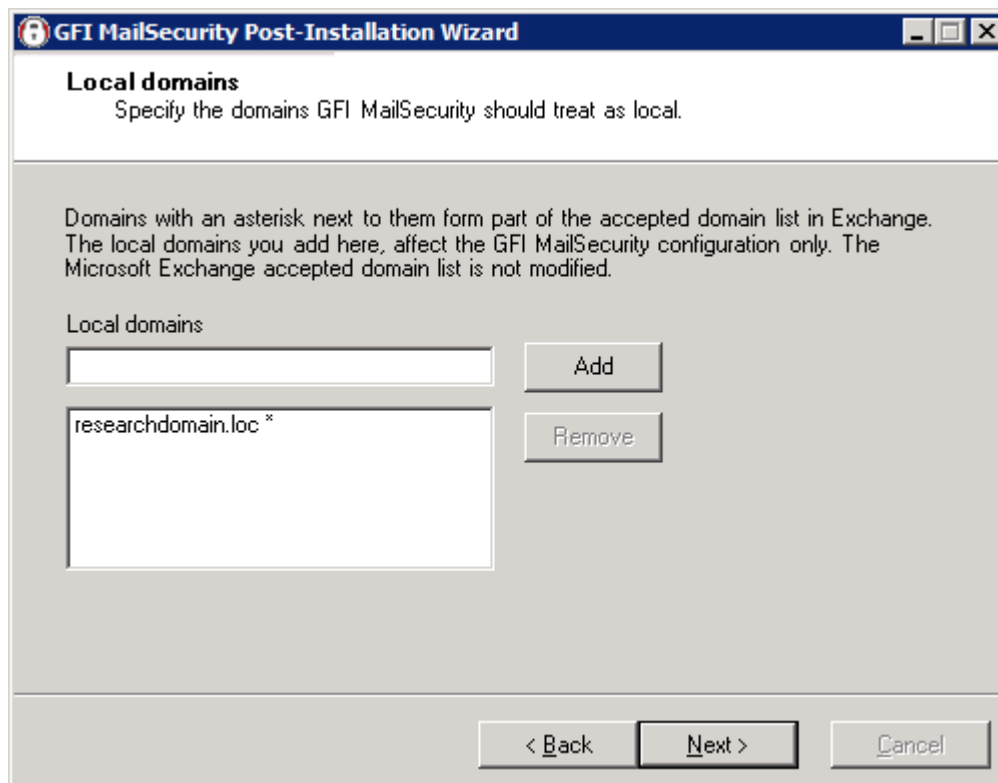 GFI MailSecurity Post-Installation Wizard
Local domains
Specify the domains GFI MailSecurity should treat as local.
Domains with an asterisk next to them form part of the accepted domain list in Exchange.
The local domains you add here, affect the GFI MailSecurity configuration only. The
Microsoft Exchange accepted domain list is not modified.
Local domains
Add
researchdomain.loc *
Remove
< Back
Next >
Cancel